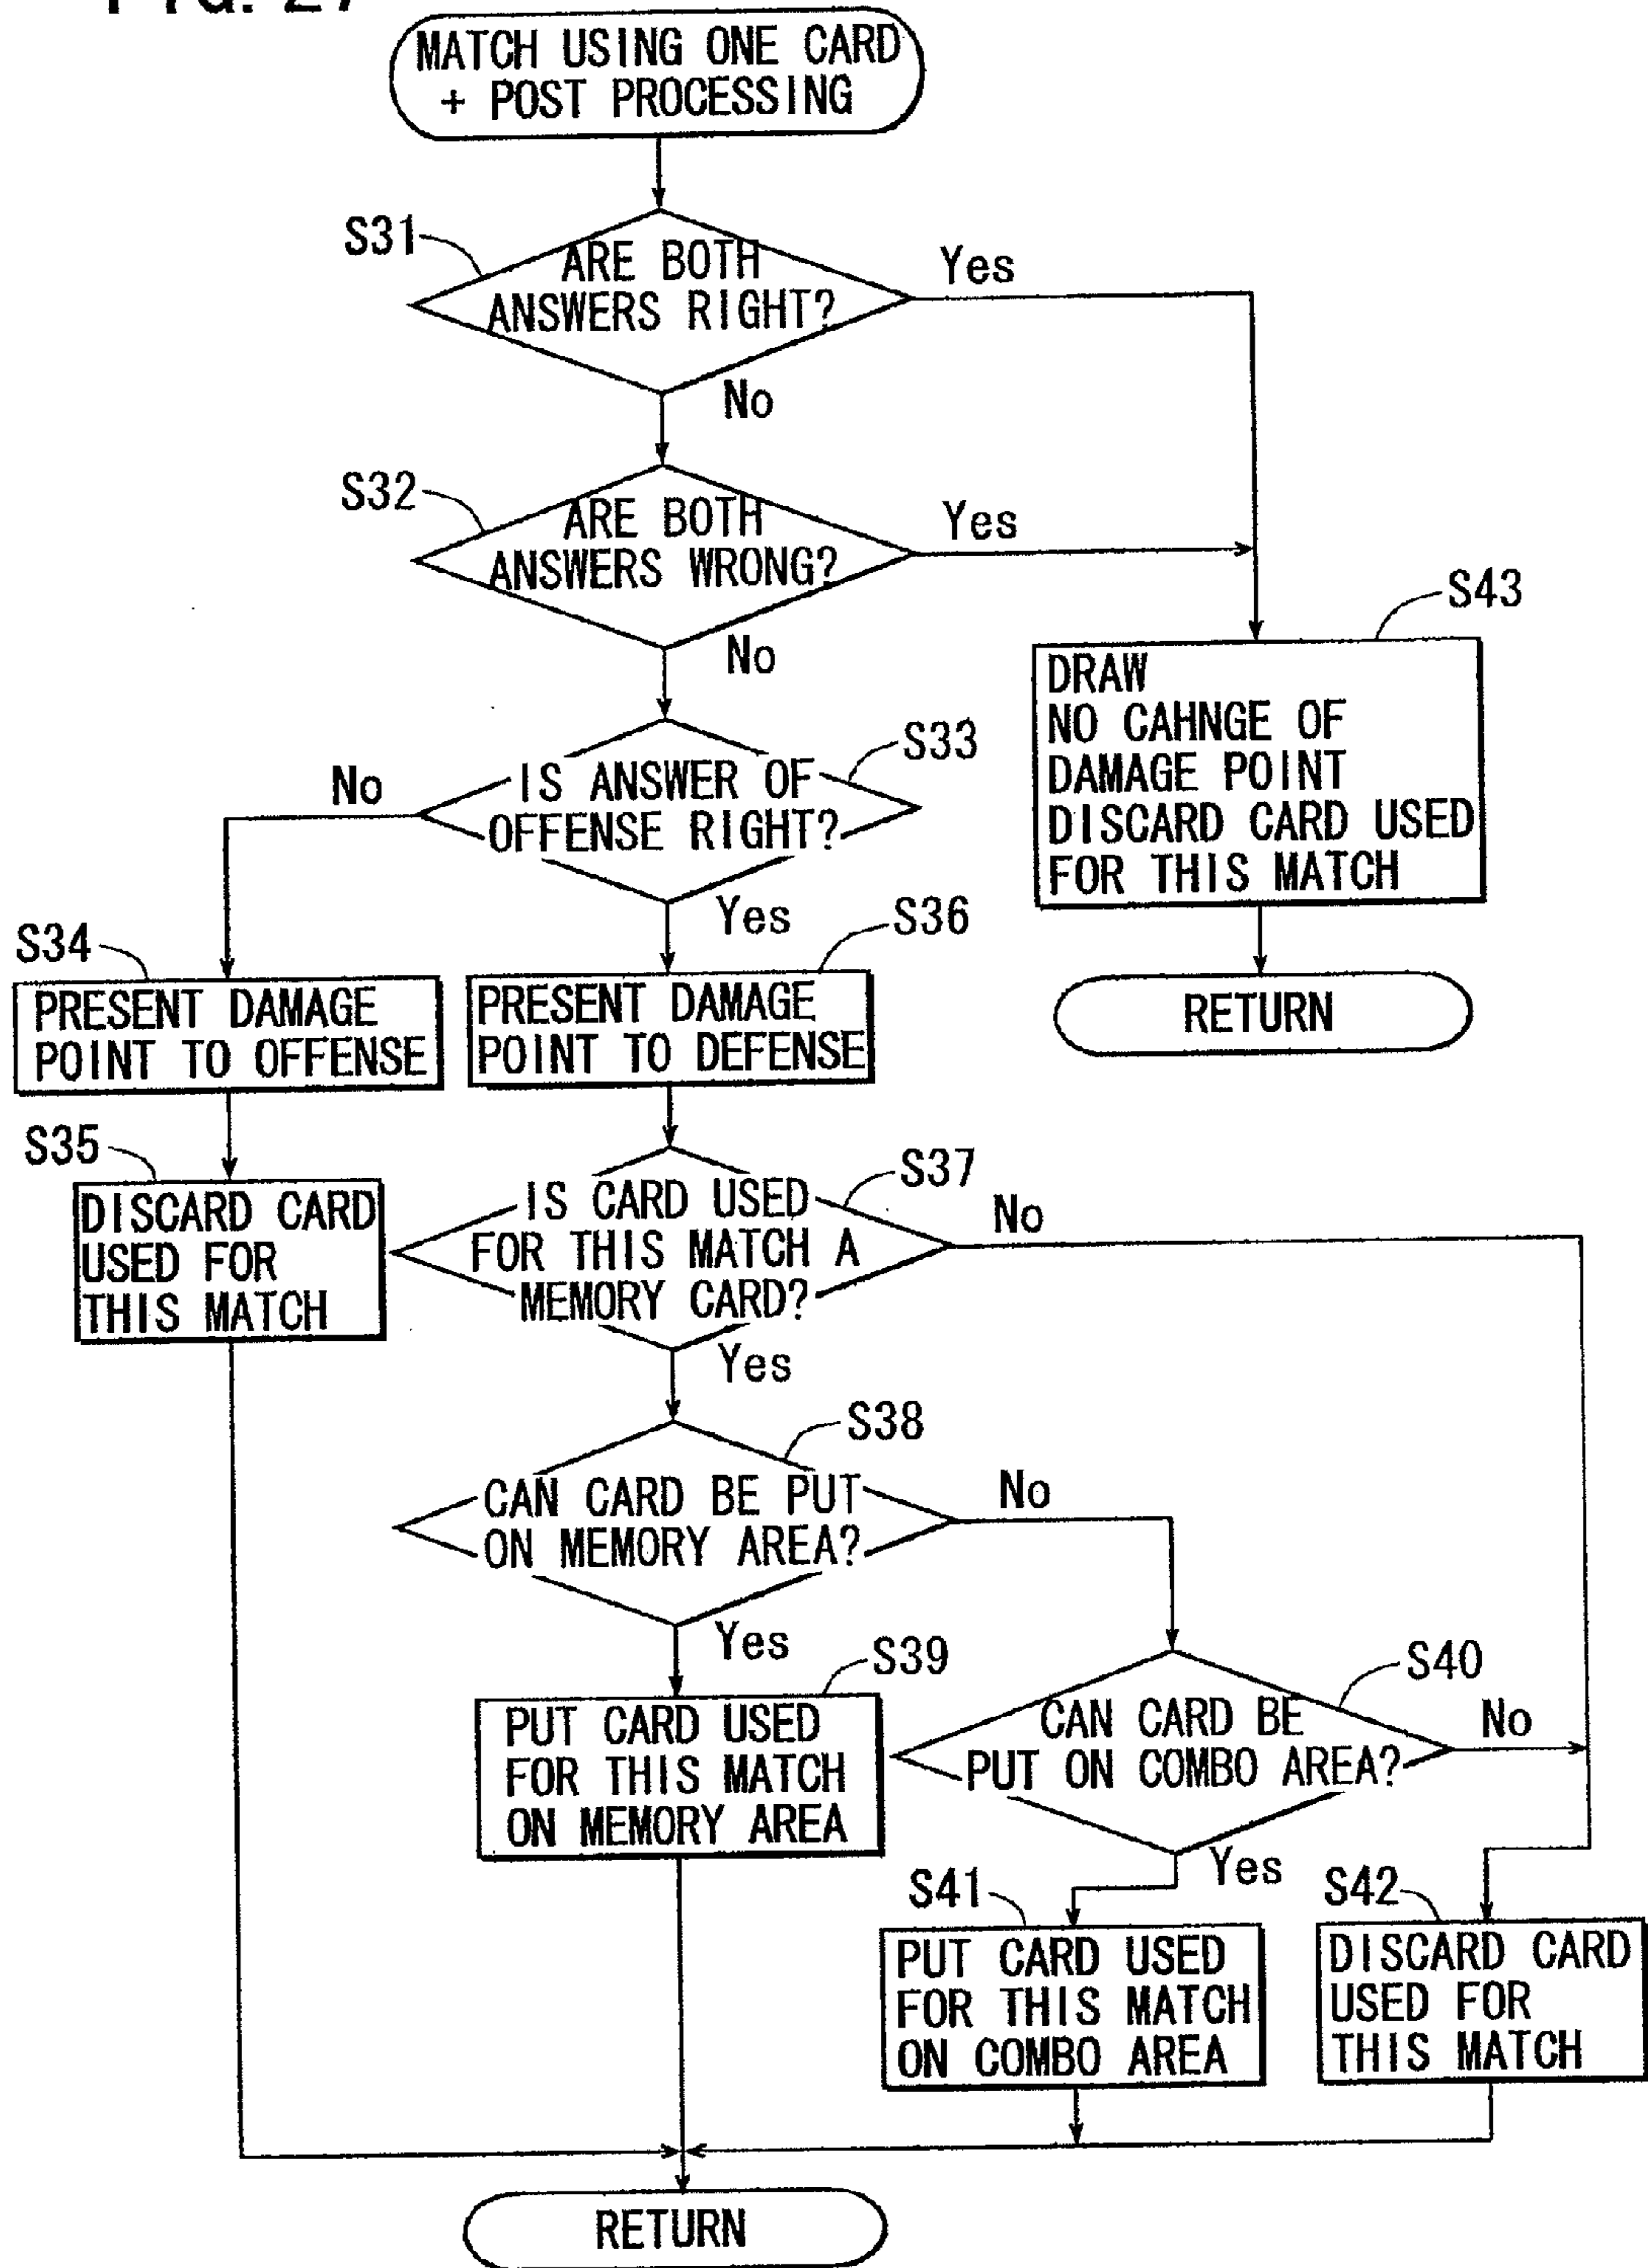 MATCH USING ONE CARD
+ POST PROCESSING
S31
ARE BOTH
ANSWERS RIGHT?
Yes
No
S32
ARE BOTH
ANSWERS WRONG?
Yes
No
S43
DRAW
NO CAHNGE OF
DAMAGE POINT
DISCARD CARD USED
FOR THIS MATCH
RETURN
S33
IS ANSWER OF
OFFENSE RIGHT?
No
Yes
S34
PRESENT DAMAGE
POINT TO OFFENSE
S36
PRESENT DAMAGE
POINT TO DEFENSE
S35
DISCARD CARD
USED FOR
THIS MATCH
S37
IS CARD USED
FOR THIS MATCH A
MEMORY CARD?
No
Yes
S38
CAN CARD BE PUT
ON MEMORY AREA?
No
Yes
S39
PUT CARD USED
FOR THIS MATCH
ON MEMORY AREA
S40
CAN CARD BE
PUT ON COMBO AREA?
No
Yes
S41
PUT CARD USED
FOR THIS MATCH
ON COMBO AREA
S42
DISCARD CARD
USED FOR
THIS MATCH
RETURN